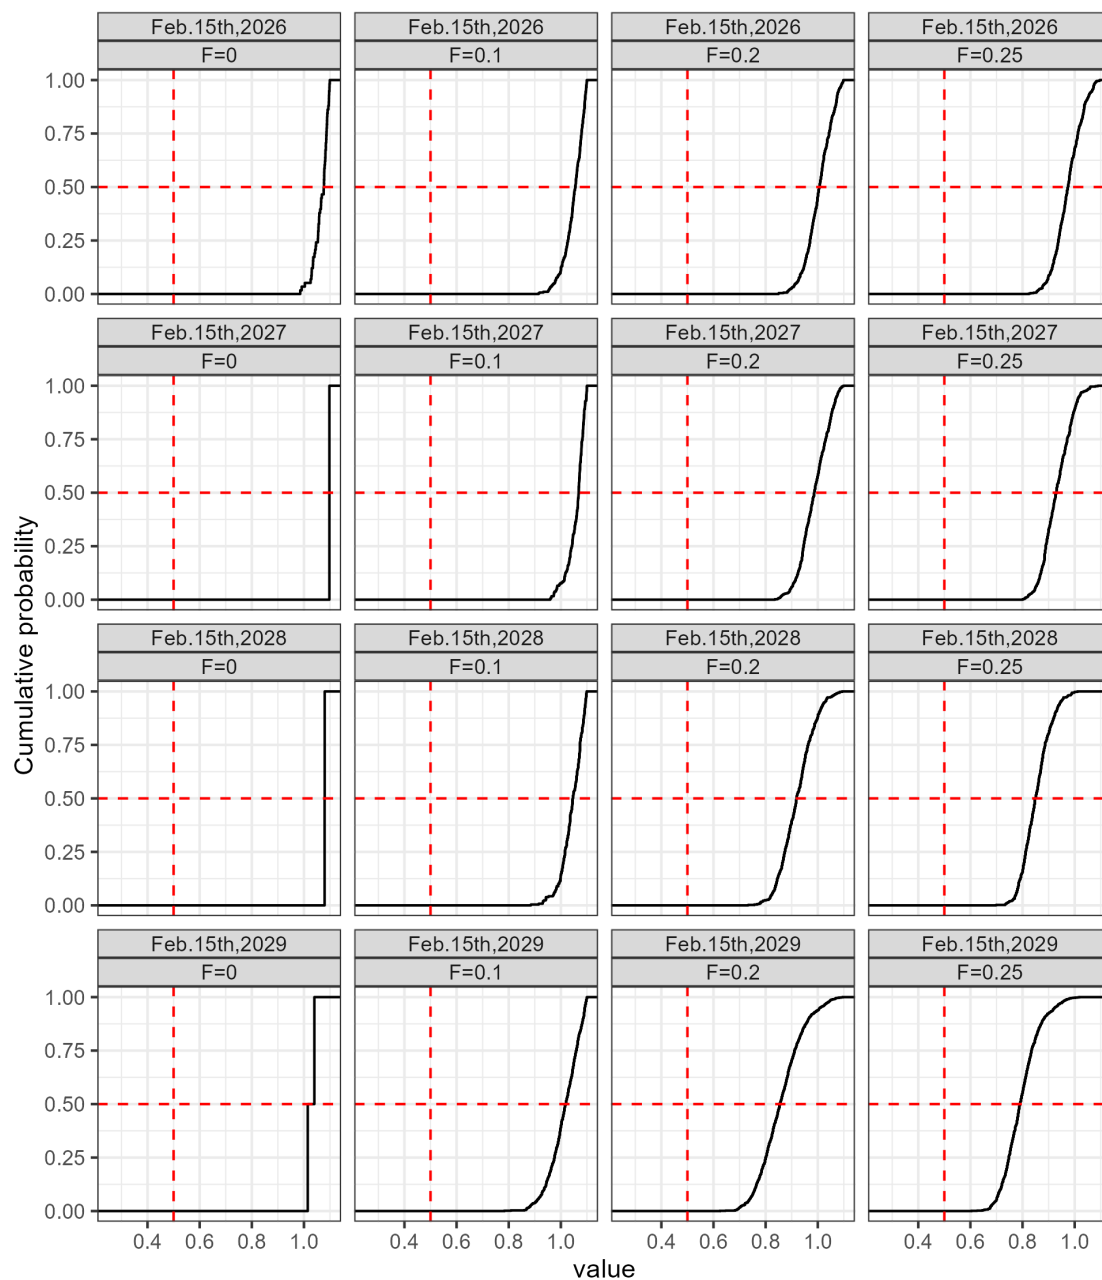 Feb.15th,2026 Feb.15th,2026 Feb.15th,2026 Feb.15th,2026
F=0 F=0.1 F=0.2 F=0.25
1.00
0.75
0.50
0.25
0.00
Feb.15th,2027 Feb.15th,2027 Feb.15th,2027 Feb.15th,2027
F=0 F=0.1 F=0.2 F=0.25
1.00
0.75
0.50
0.25
0.00
Cumulative probability
Feb.15th,2028 Feb.15th,2028 Feb.15th,2028 Feb.15th,2028
F=0 F=0.1 F=0.2 F=0.25
1.00
0.75
0.50
0.25
0.00
Feb.15th,2029 Feb.15th,2029 Feb.15th,2029 Feb.15th,2029
F=0 F=0.1 F=0.2 F=0.25
1.00
0.75
0.50
0.25
0.00
0.4 0.6 0.8 1.0 0.4 0.6 0.8 1.0 0.4 0.6 0.8 1.0 0.4 0.6 0.8 1.0
value